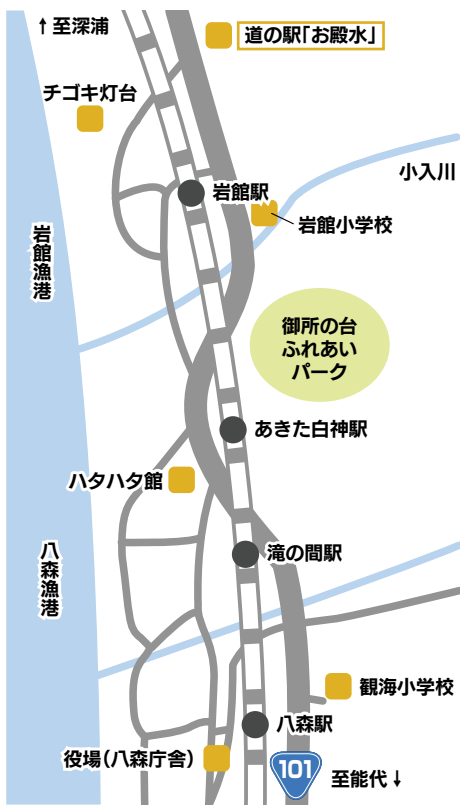 ↑至深浦
道の駅「お殿水」
チゴキ灯台
小入川
岩館駅
岩館小学校
岩館漁港
御所の台
ふれあい
パーク
あきた白神駅
ハタハタ館
八森漁港
滝の間駅
観海小学校
八森駅
役場(八森庁舎)
101
至能代↓